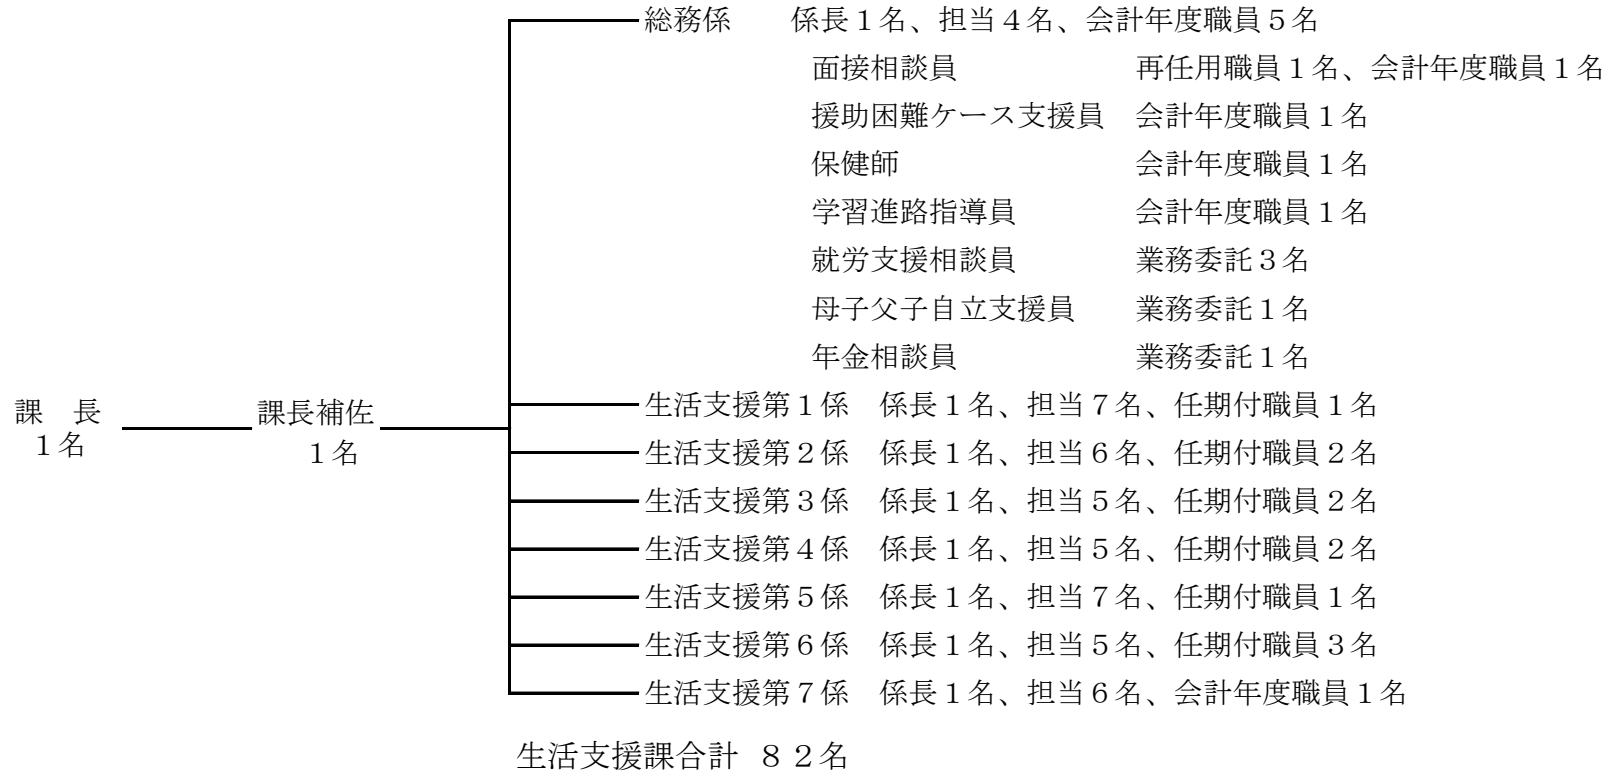 総務係　係長１名、担当４名、会計年度職員５名
面接相談員　再任用職員１名、会計年度職員１名
援助困難ケース支援員　会計年度職員１名
保健師　会計年度職員１名
学習進路指導員　会計年度職員１名
就労支援相談員　業務委託３名
母子父子自立支援員　業務委託１名
年金相談員　業務委託１名
課　長
１名
課長補佐
１名
生活支援第１係　係長１名、担当７名、任期付職員１名
生活支援第２係　係長１名、担当６名、任期付職員２名
生活支援第３係　係長１名、担当５名、任期付職員２名
生活支援第４係　係長１名、担当５名、任期付職員２名
生活支援第５係　係長１名、担当７名、任期付職員１名
生活支援第６係　係長１名、担当５名、任期付職員３名
生活支援第７係　係長１名、担当６名、会計年度職員１名
生活支援課合計　８２名